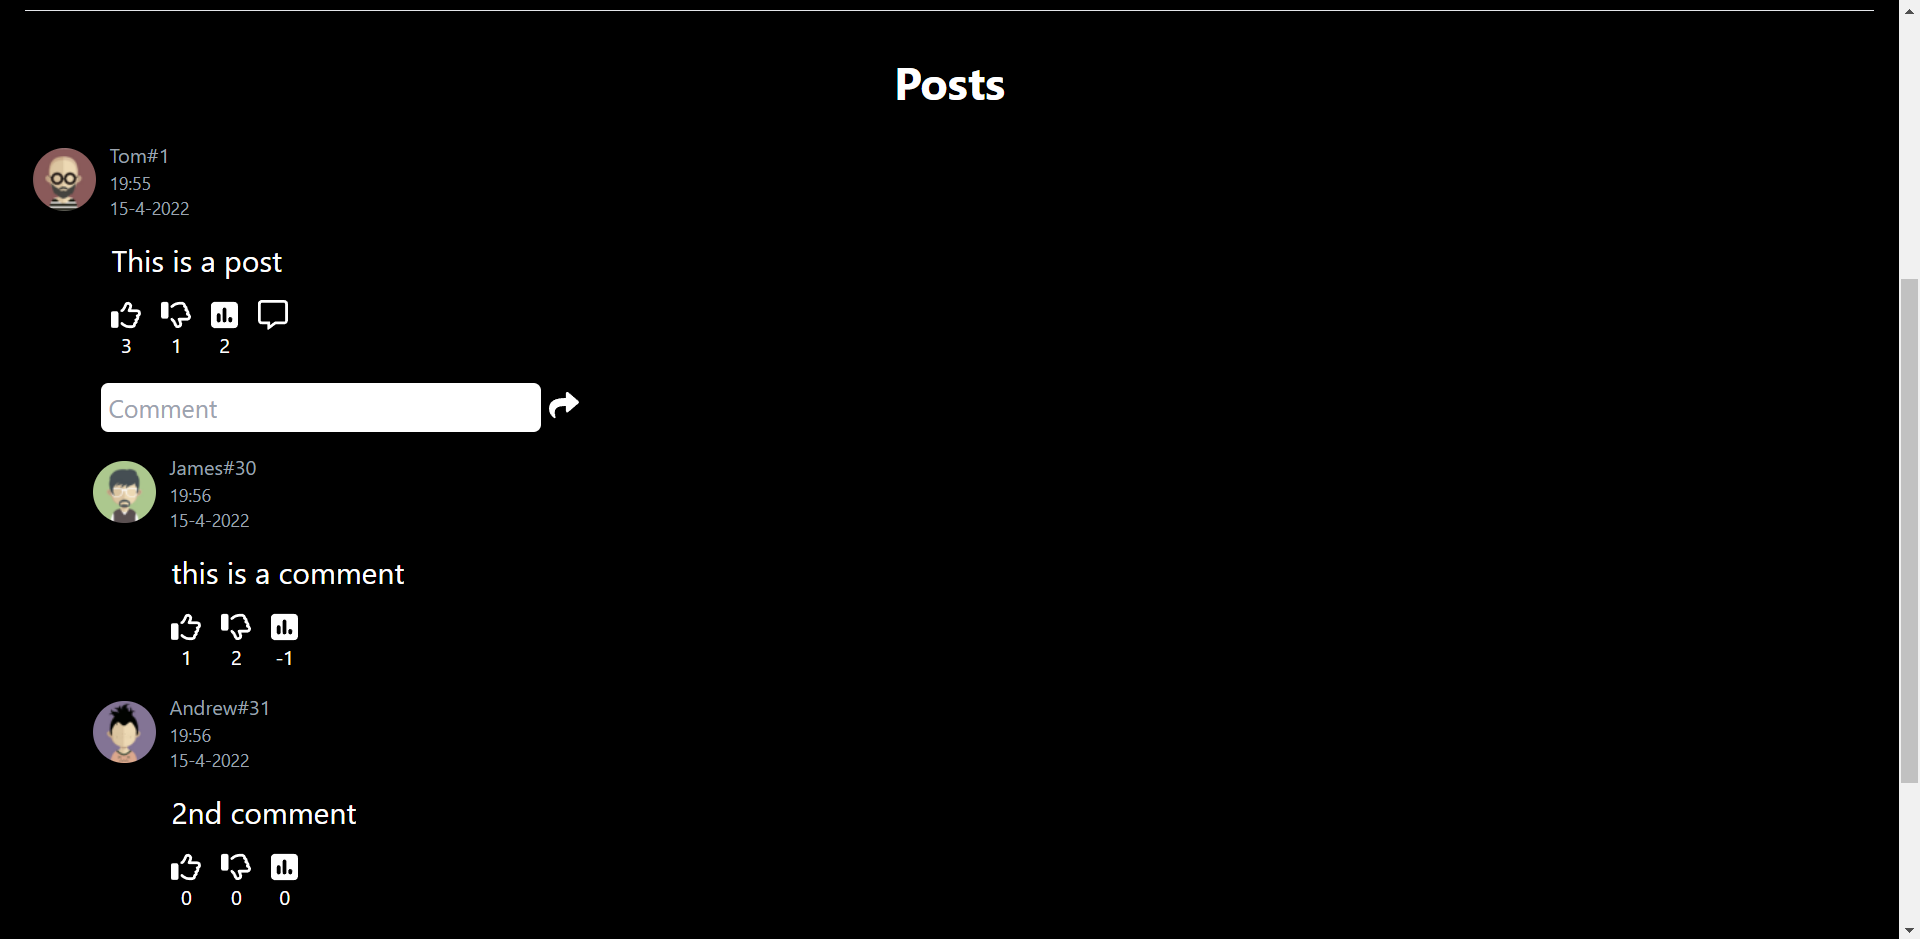 Posts
Tom#1
19:55
15-4-2022
This is a post
3 1 2
Comment
James#30
19:56
15-4-2022
this is a comment
1 2 -1
Andrew#31
19:56
15-4-2022
2nd comment
0 0 0